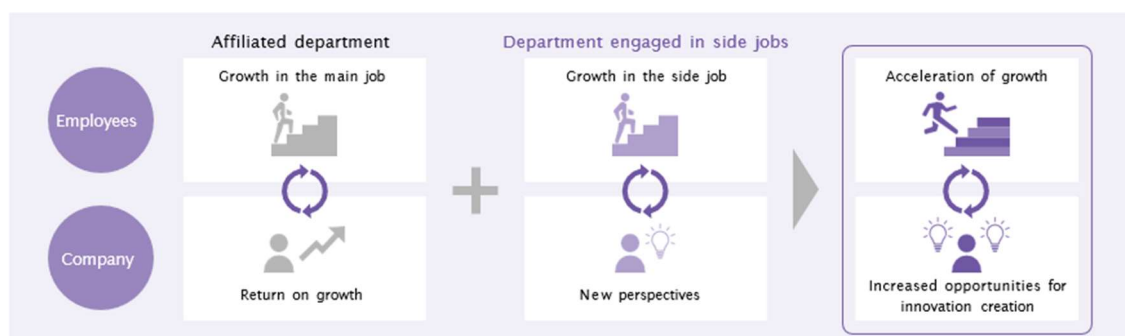 Affiliated department
Department engaged in side jobs
Employees
Growth in the main job
Growth in the side job
Acceleration of growth
Company
Return on growth
New perspectives
Increased opportunities for
innovation creation